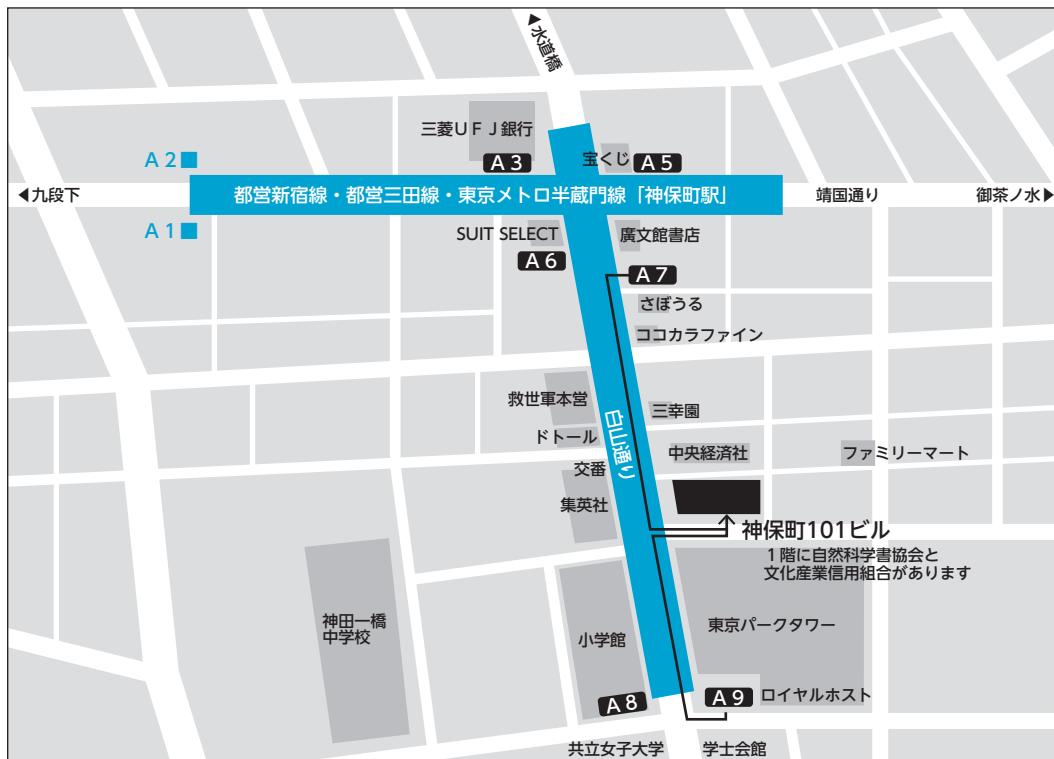 ▲水道橋
三菱ＵＦＪ銀行
宝くじ
A 2■
A 3
A 5
◀九段下
都営新宿線・都営三田線・東京メトロ半蔵門線「神保町駅」
靖国通り
御茶ノ水▶
A 1■
SUIT SELECT
廣文館書店
A 6
A 7
さぼうる
ココカラファイン
救世軍本営
三幸園
白山通り
ドトール
中央経済社
ファミリーマート
交番
集英社
神保町101ビル
１階に自然科学書協会と
文化産業信用組合があります
神田一橋
中学校
小学館
東京パークタワー
A 8
A 9
ロイヤルホスト
共立女子大学
学士会館